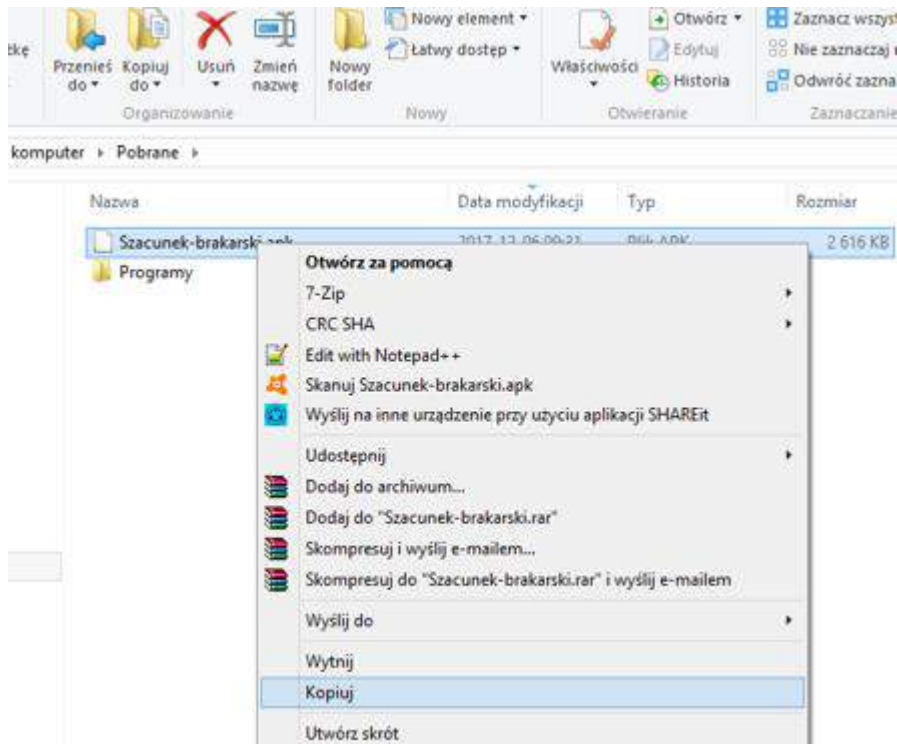 Nowy element
Otwórz
Zaznacz wszyst
Łatwy dostęp
Edytuj
Nie zaznaczaj
Przenieś do
Kopiuj do
Usuń
Zmień nazwę
Nowy folder
Właściwości
Historia
Odwróć zazna
Organizowanie
Nowy
Otwieranie
Zaznaczanie
komputer
Pobrane
Nazwa
Data modyfikacji
Typ
Rozmiar
Szacunek-brakarski.apk
2 616 KB
Programy
Otwórz za pomocą
7-Zip
CRC SHA
Edit with Notepad++
Skanuj Szacunek-brakarski.apk
Wyślij na inne urządzenie przy użyciu aplikacji SHAREit
Udostępnij
Dodaj do archiwum...
Dodaj do "Szacunek-brakarski.rar"
Skompresuj i wyślij e-mailem...
Skompresuj do "Szacunek-brakarski.rar" i wyślij e-mailem
Wyślij do
Wytnij
Kopiuj
Utwórz skrót